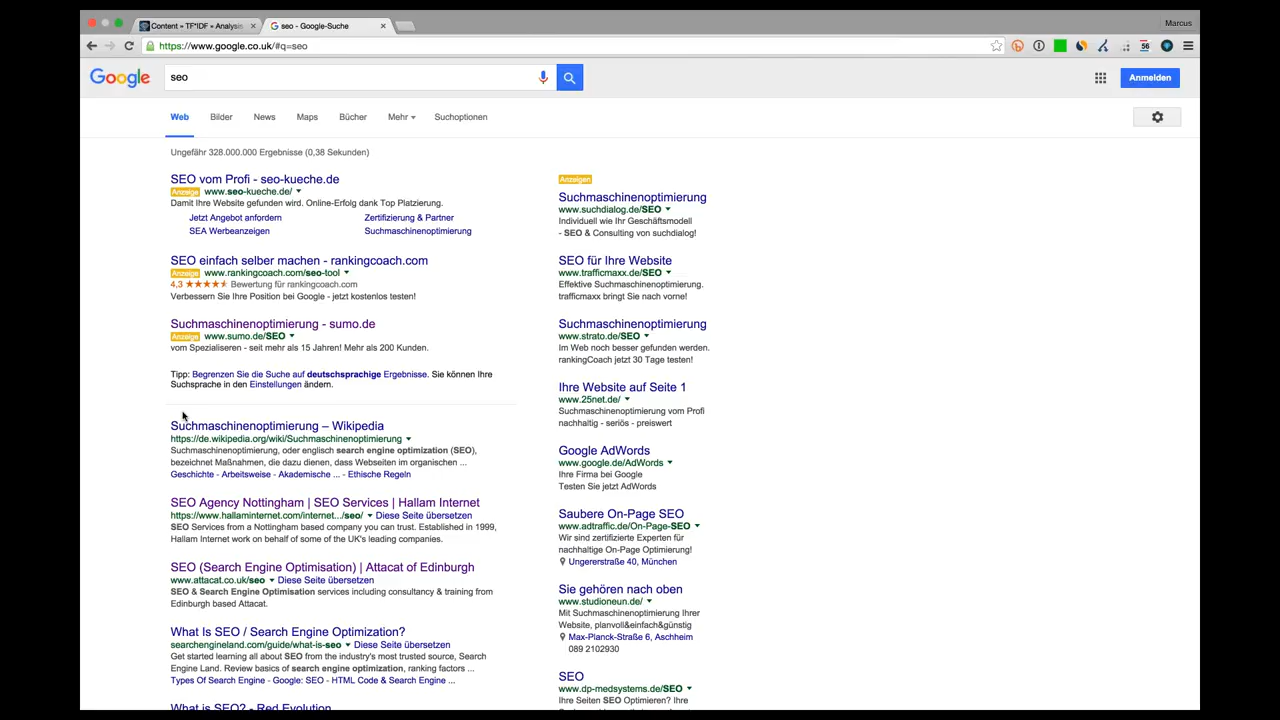 Content » TF*IDF » Analysis
seo - Google-Suche
Marcus
https://www.google.co.uk/#q=seo
56
Google
seo
Anmelden
Web
Bilder
News
Maps
Bücher
Mehr
Suchoptionen
Ungefähr 328.000.000 Ergebnisse (0,38 Sekunden)
SEO vom Profi - seo-kueche.de
Anzeige www.seo-kueche.de/
Damit Ihre Website gefunden wird. Online-Erfolg dank Top Platzierung.
Jetzt Angebot anfordern
Zertifizierung & Partner
SEA Werbeanzeigen
Suchmaschinenoptimierung
SEO einfach selber machen - rankingcoach.com
Anzeige www.rankingcoach.com/seo-tool
4,3 ★★★★★ Bewertung für rankingcoach.com
Verbessern Sie Ihre Position bei Google - jetzt kostenlos testen!
Suchmaschinenoptimierung - sumo.de
Anzeige www.sumo.de/SEO
vom Spezialiseren - seit mehr als 15 Jahren! Mehr als 200 Kunden.
Tipp: Begrenzen Sie die Suche auf deutschsprachige Ergebnisse. Sie können Ihre
Suchsprache in den Einstellungen ändern.
Suchmaschinenoptimierung – Wikipedia
https://de.wikipedia.org/wiki/Suchmaschinenoptimierung
Suchmaschinenoptimierung, oder englisch search engine optimization (SEO),
bezeichnet Maßnahmen, die dazu dienen, dass Webseiten im organischen ...
Geschichte - Arbeitsweise - Akademische ... - Ethische Regeln
SEO Agency Nottingham | SEO Services | Hallam Internet
https://www.hallaminternet.com/internet.../seo/ Diese Seite übersetzen
SEO Services from a Nottingham based company you can trust. Established in 1999,
Hallam Internet work on behalf of some of the UK's leading companies.
SEO (Search Engine Optimisation) | Attacat of Edinburgh
www.attacat.co.uk/seo Diese Seite übersetzen
SEO & Search Engine Optimisation services including consultancy & training from
Edinburgh based Attacat.
What Is SEO / Search Engine Optimization?
searchengineland.com/guide/what-is-seo Diese Seite übersetzen
Get started learning all about SEO from the industry's most trusted source, Search
Engine Land. Review basics of search engine optimization, ranking factors ...
Types Of Search Engine - Google: SEO - HTML Code & Search Engine ...
What is SEO? - Red Evolution
Anzeigen
Suchmaschinenoptimierung
www.suchdialog.de/SEO
Individuell wie Ihr Geschäftsmodell
- SEO & Consulting von suchdialog!
SEO für Ihre Website
www.trafficmaxx.de/SEO
Effektive Suchmaschinenoptimierung.
trafficmaxx bringt Sie nach vorne!
Suchmaschinenoptimierung
www.strato.de/SEO
Im Web noch besser gefunden werden.
rankingCoach jetzt 30 Tage testen!
Ihre Website auf Seite 1
www.25net.de/
Suchmaschinenoptimierung vom Profi
nachhaltig - seriös - preiswert
Google AdWords
www.google.de/AdWords
Ihre Firma bei Google
Testen Sie jetzt AdWords
Saubere On-Page SEO
www.adtraffic.de/On-Page-SEO
Wir sind zertifizierte Experten für
nachhaltige On-Page Optimierung!
Ungererstraße 40, München
Sie gehören nach oben
www.studioneun.de/
Mit Suchmaschinenoptimierung Ihrer
Website, planvoll&einfach&günstig
Max-Planck-Straße 6, Aschheim
089 2102930
SEO
www.dp-medsystems.de/SEO
Ihre Seiten SEO Optimieren? Ihre